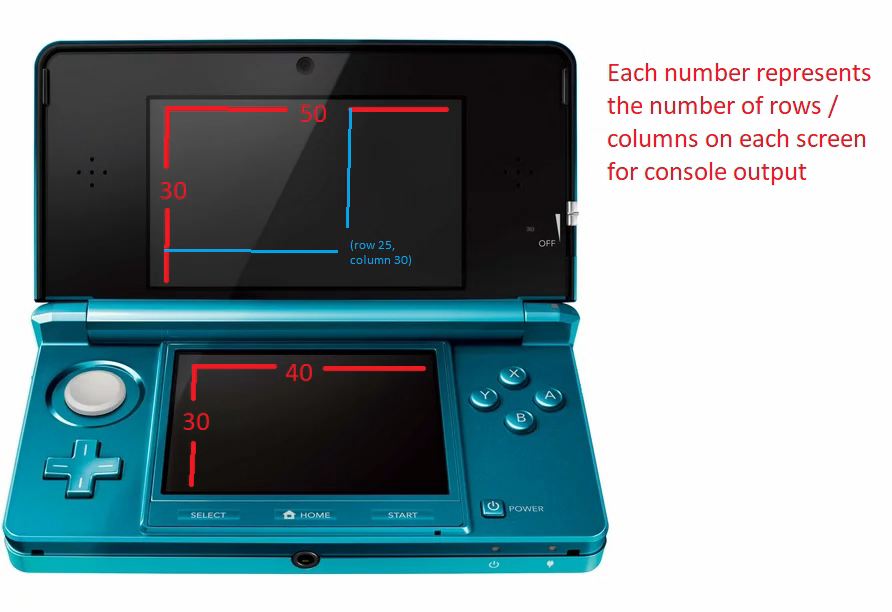 Each number represents
the number of rows /
columns on each screen
for console output
50
30
(row 25,
column 30)
OFF
40
30
X
Y
A
B
SELECT
HOME
START
POWER